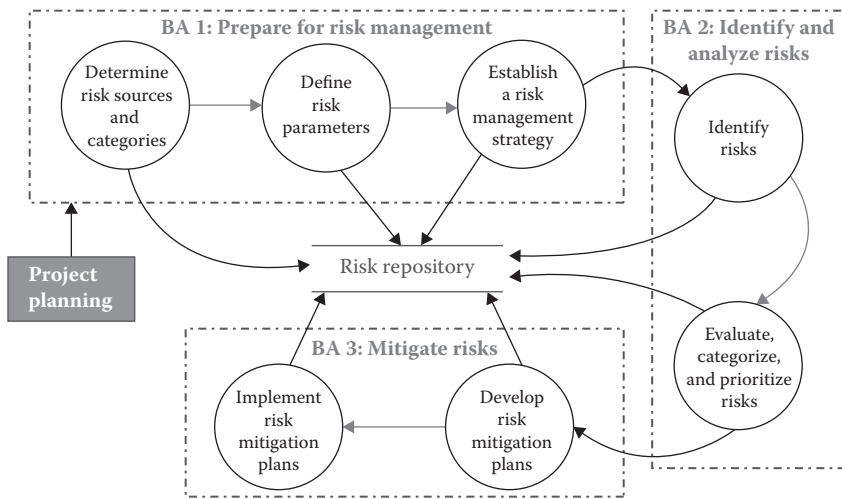 BA 1: Prepare for risk management
Determine
risk sources
and
categories
Define
risk
parameters
Establish
a risk
management
strategy
BA 2: Identify and
analyze risks
Identify
risks
Project
planning
Risk repository
Evaluate,
categorize,
and prioritize
risks
BA 3: Mitigate risks
Implement
risk
mitigation
plans
Develop
risk
mitigation
plans